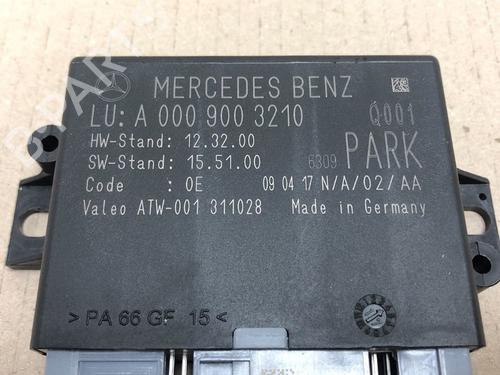 MERCEDES BENZ
LU: A 000 900 3210 Q001
HW-Stand: 12.32.00
SW-Stand: 15.51.00 6309 PARK
Code : 0E 09 04 17 N/A/02/AA
Valeo ATW-001 311028 Made in Germany
>PA 66 GF 15<